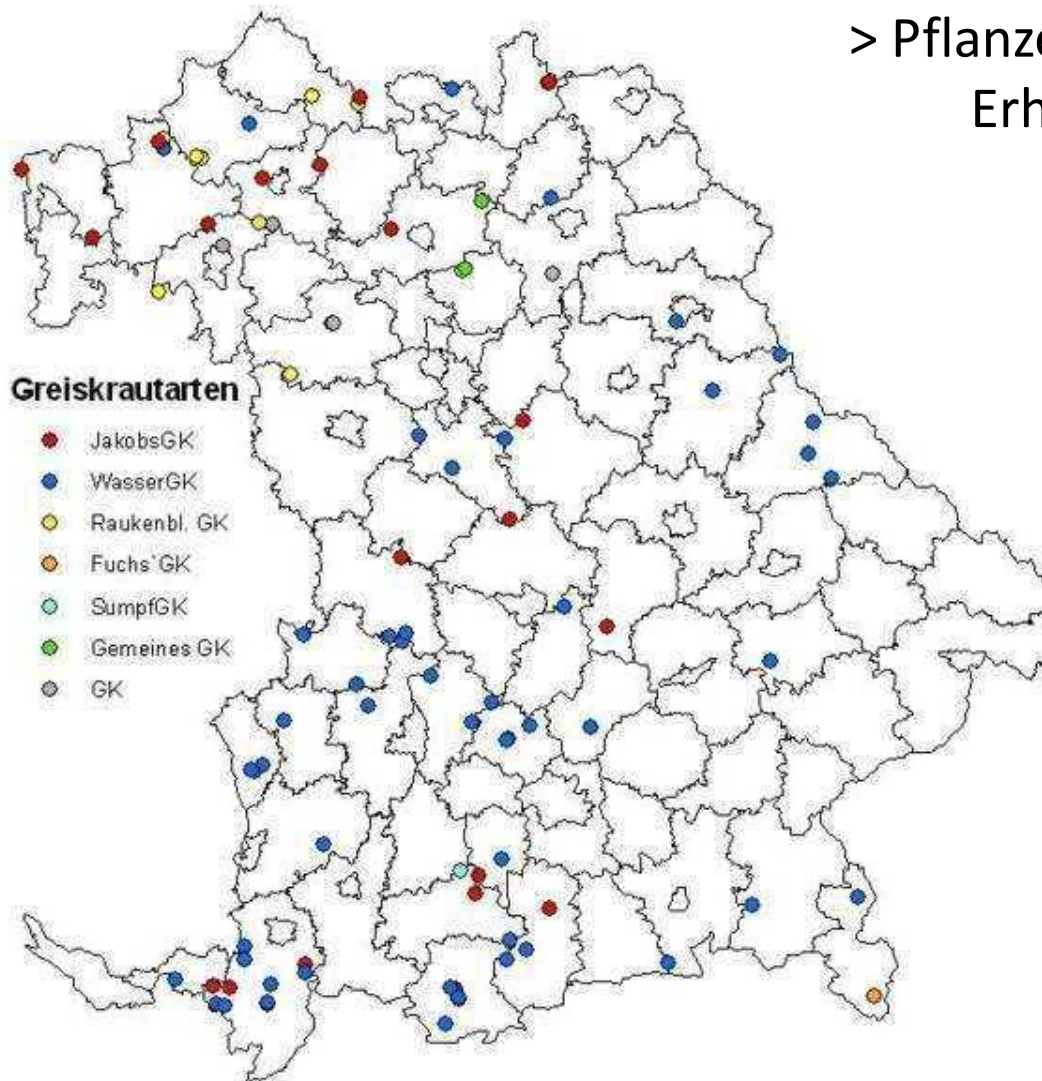 > Pflanze
Erh
Greiskrautarten
JakobsGK
WasserGK
Raukenbl. GK
Fuchs`GK
SumpfGK
Gemeines GK
GK